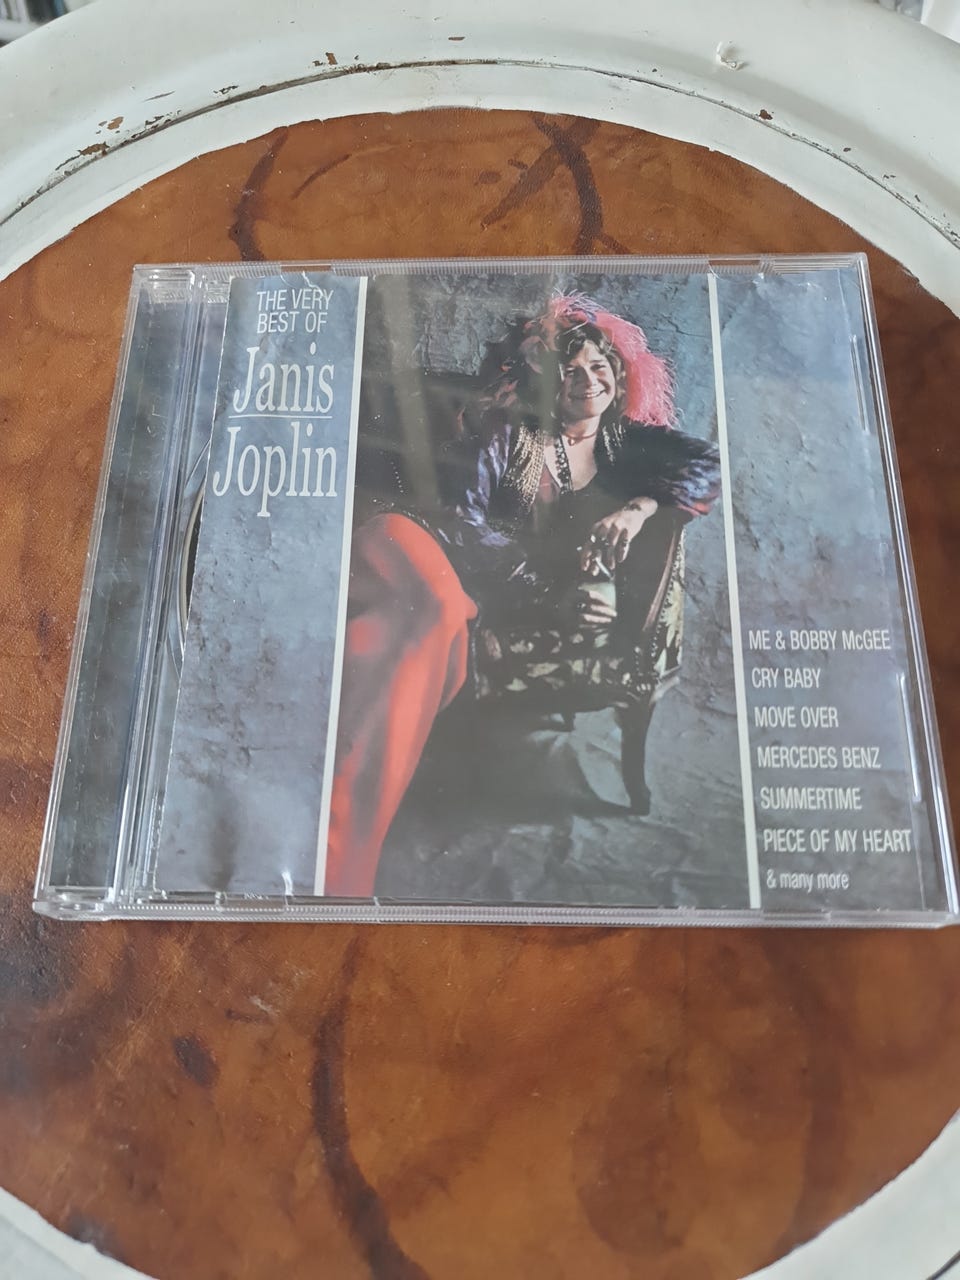 THE VERY
BEST OF
Janis
Joplin
ME & BOBBY McGEE
CRY BABY
MOVE OVER
MERCEDES BENZ
SUMMERTIME
PIECE OF MY HEART
& many more